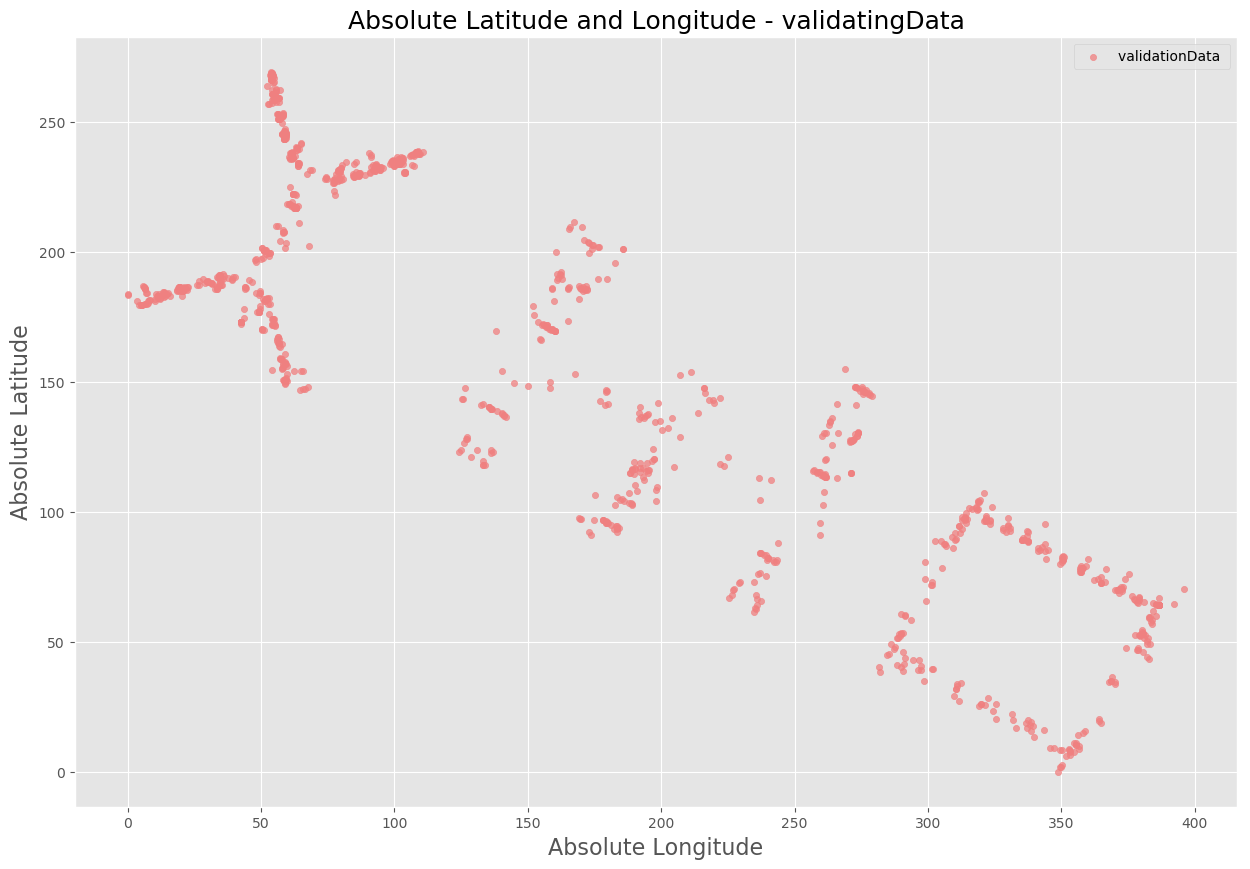 Absolute Latitude and Longitude - validatingData
validationData
250
200
150
100
50
0
Absolute Latitude
0 50 100 150 200 250 300 350 400
Absolute Longitude